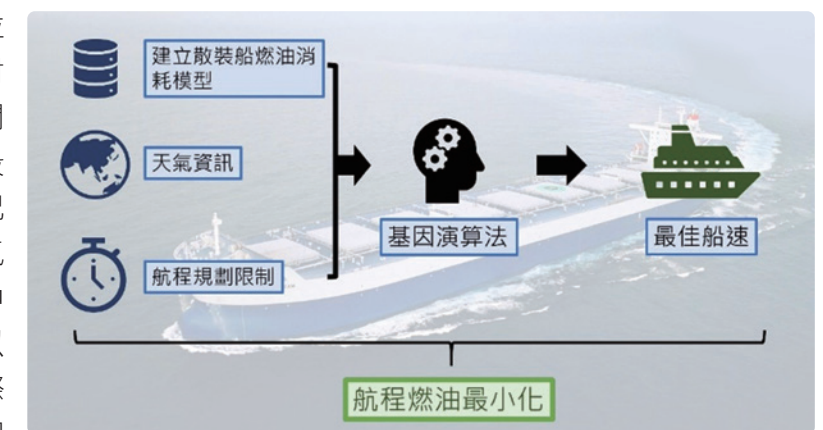 建立散裝船燃油消
耗模型
天氣資訊
航程規劃限制
基因演算法
最佳船速
航程燃油最小化